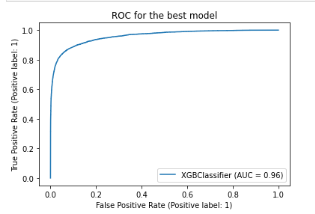 ROC for the best model
True Positive Rate (Positive label: 1)
1.0
0.8
0.6
0.4
0.2
0.0
XGBClassifier (AUC = 0.96)
0.0 0.2 0.4 0.6 0.8 1.0
False Positive Rate (Positive label: 1)